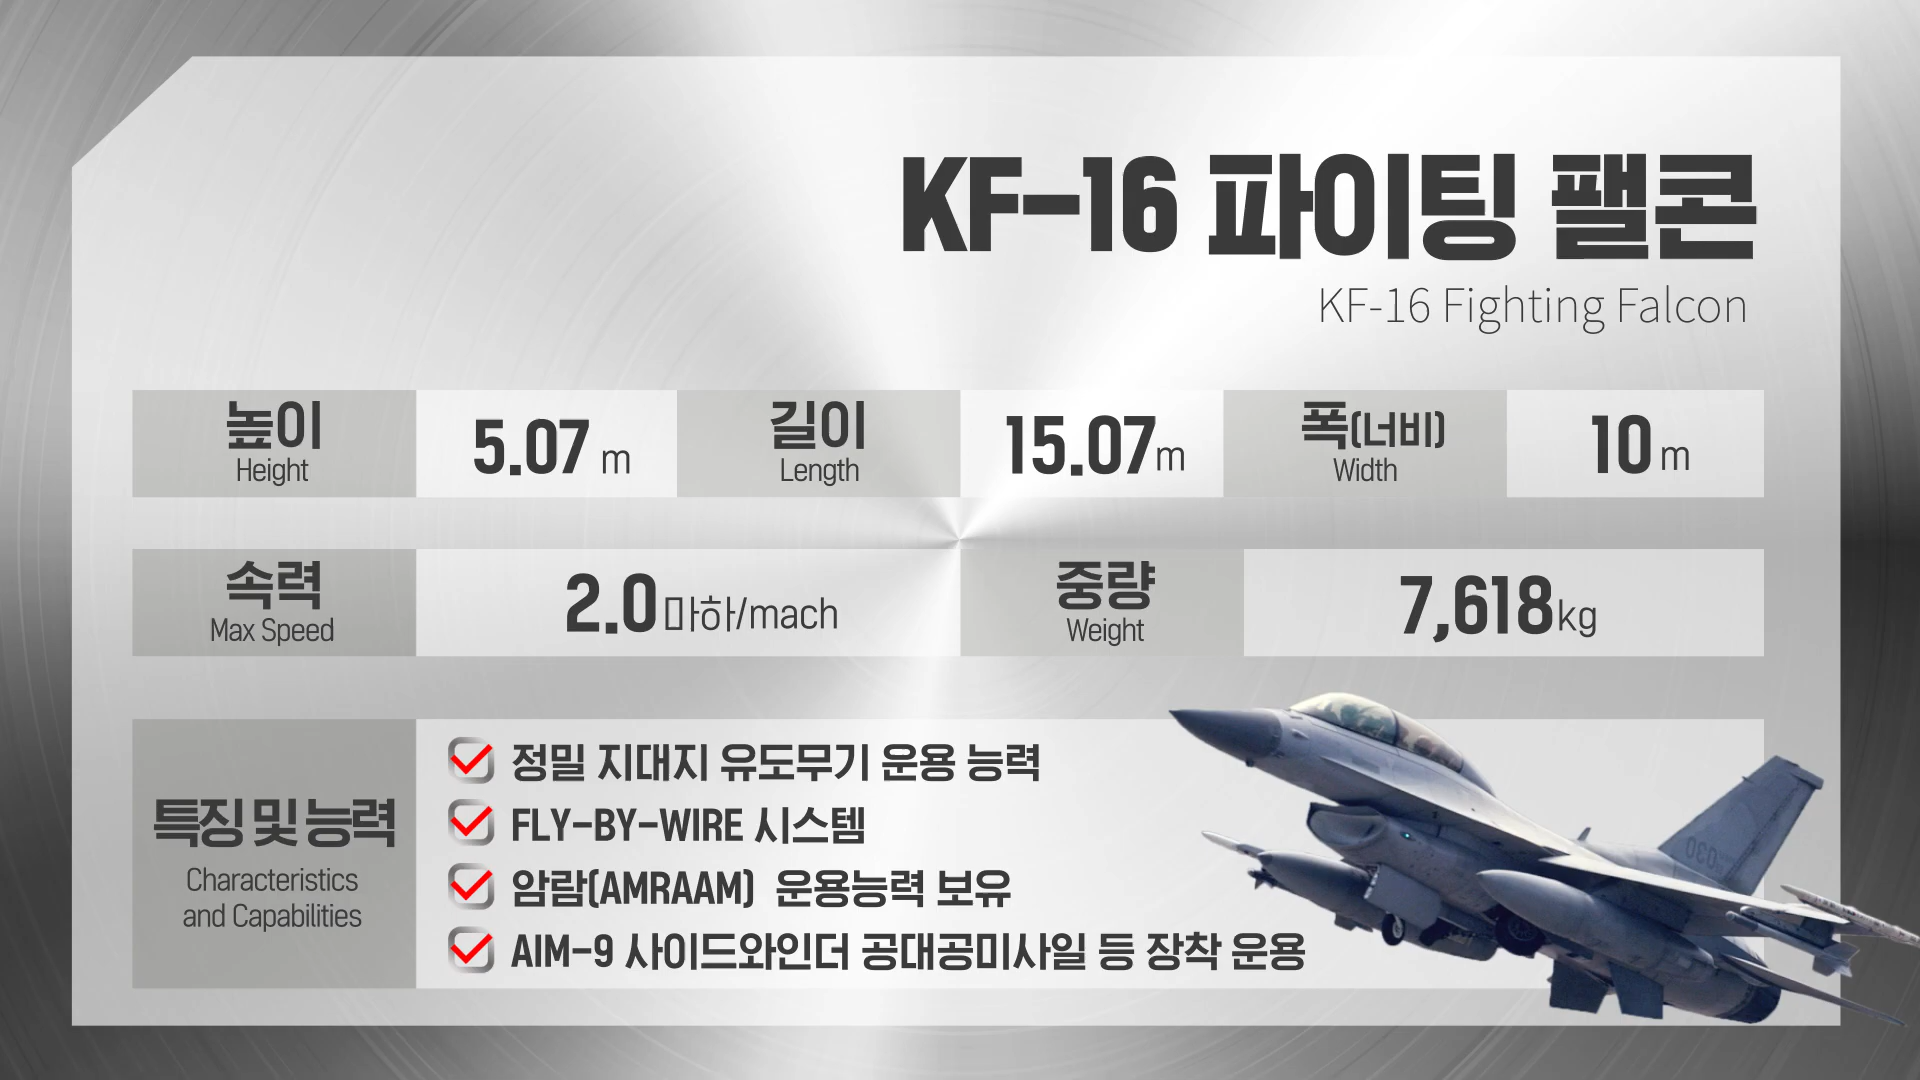 KF-16 파이팅 팰콘
KF-16 Fighting Falcon
높이
Height
5.07 m
길이
Length
15.07m
폭(너비)
Width
10 m
속력
Max Speed
2.0 마하/mach
중량
Weight
7,618kg
특징 및 능력
Characteristics
and Capabilities
정밀 지대지 유도무기 운용 능력
FLY-BY-WIRE 시스템
암람(AMRAAM) 운용능력 보유
AIM-9 사이드와인더 공대공미사일 등 장착 운용